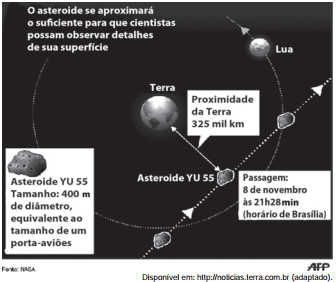 O asteroide se aproximará
o suficiente para que cientistas
possam observar detalhes
de sua superfície
Lua
Terra
Proximidade
da Terra
325 mil km
Asteroide YU 55
Asteroide YU 55
Tamanho: 400 m
de diâmetro,
equivalente ao
tamanho de um
porta-aviões
Passagem:
8 de novembro
às 21h28min
(horário de Brasília)
Fonte: NASA
AFP
Disponível em: http://noticias.terra.com.br (adaptado).